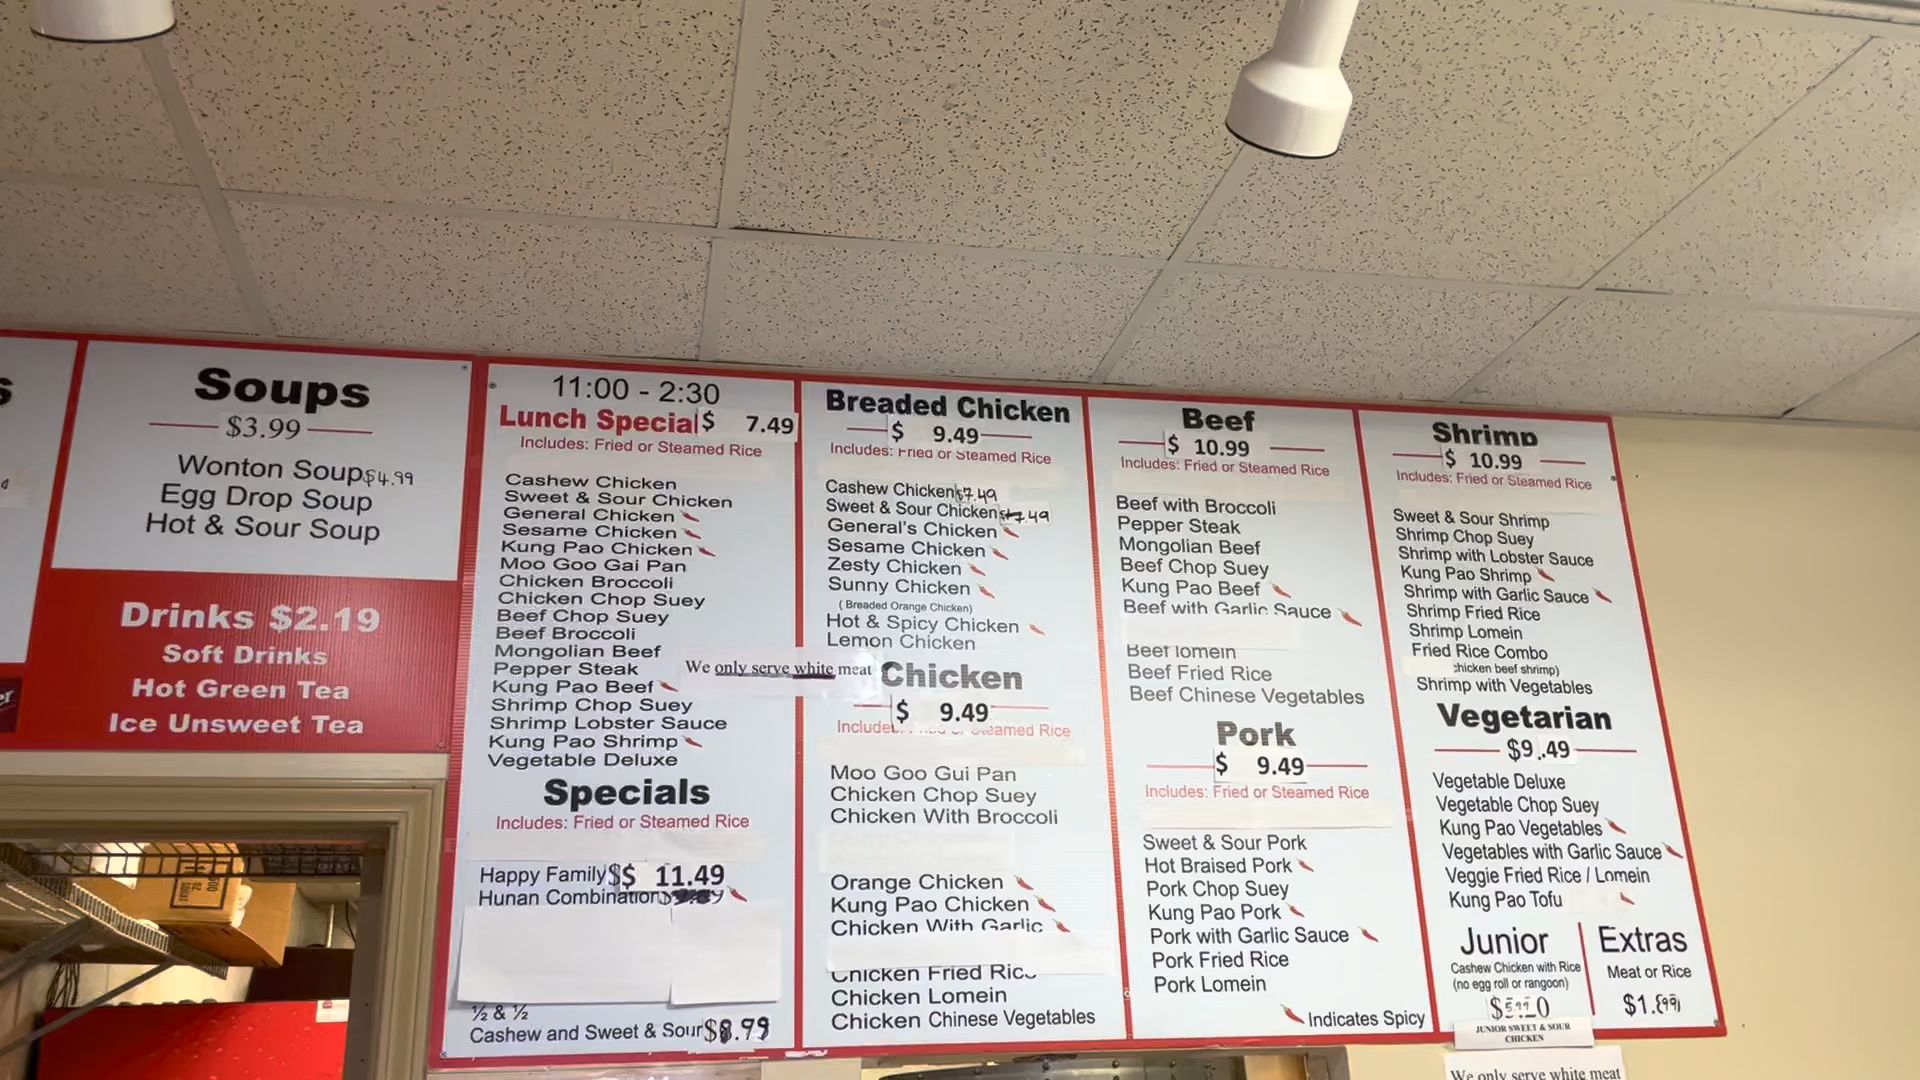 Soups
$3.99
Wonton Soup $4.99
Egg Drop Soup
Hot & Sour Soup
Drinks $2.19
Soft Drinks
Hot Green Tea
Ice Unsweet Tea
11:00 - 2:30
Lunch Special $ 7.49
Includes: Fried or Steamed Rice
Cashew Chicken
Sweet & Sour Chicken
General Chicken
Sesame Chicken
Kung Pao Chicken
Moo Goo Gai Pan
Chicken Broccoli
Chicken Chop Suey
Beef Chop Suey
Beef Broccoli
Mongolian Beef
Pepper Steak
Kung Pao Beef
Shrimp Chop Suey
Shrimp Lobster Sauce
Kung Pao Shrimp
Vegetable Deluxe
We only serve white meat
Specials
Includes: Fried or Steamed Rice
Happy Family $$ 11.49
Hunan Combination
½ & ½
Cashew and Sweet & Sour $8.99
Breaded Chicken
$ 9.49
Includes: Fried or Steamed Rice
Cashew Chicken $7.49
Sweet & Sour Chicken $7.49
General's Chicken
Sesame Chicken
Zesty Chicken
Sunny Chicken
( Breaded Orange Chicken)
Hot & Spicy Chicken
Lemon Chicken
Chicken
$ 9.49
Steamed Rice
Moo Goo Gui Pan
Chicken Chop Suey
Chicken With Broccoli
Orange Chicken
Kung Pao Chicken
Chicken With Garlic
Chicken Fried Rice
Chicken Lomein
Chicken Chinese Vegetables
Beef
$ 10.99
Includes: Fried or Steamed Rice
Beef with Broccoli
Pepper Steak
Mongolian Beef
Beef Chop Suey
Kung Pao Beef
Beef with Garlic Sauce
Beef lomein
Beef Fried Rice
Beef Chinese Vegetables
Pork
$ 9.49
Includes: Fried or Steamed Rice
Sweet & Sour Pork
Hot Braised Pork
Pork Chop Suey
Kung Pao Pork
Pork with Garlic Sauce
Pork Fried Rice
Pork Lomein
Indicates Spicy
Shrimp
$ 10.99
Includes: Fried or Steamed Rice
Sweet & Sour Shrimp
Shrimp Chop Suey
Shrimp with Lobster Sauce
Kung Pao Shrimp
Shrimp with Garlic Sauce
Shrimp Fried Rice
Shrimp Lomein
Fried Rice Combo
chicken beef shrimp)
Shrimp with Vegetables
Vegetarian
$9.49
Vegetable Deluxe
Vegetable Chop Suey
Kung Pao Vegetables
Vegetables with Garlic Sauce
Veggie Fried Rice / Lomein
Kung Pao Tofu
Junior
Cashew Chicken with Rice
(no egg roll or rangoon)
JUNIOR SWEET & SOUR
CHICKEN
Extras
Meat or Rice
We only serve white meat